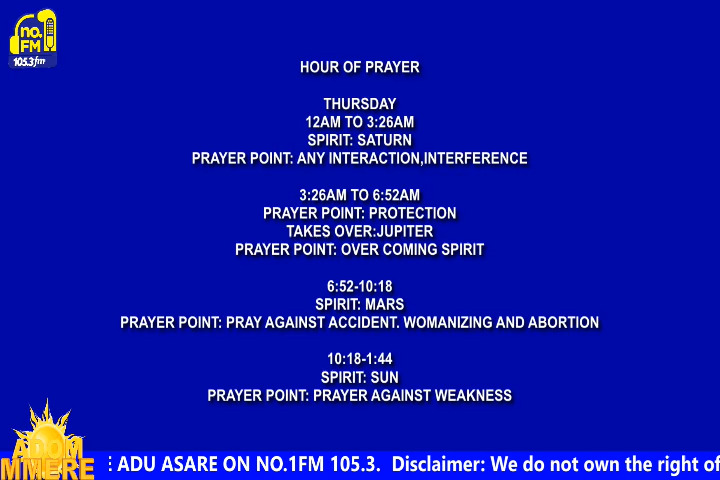 no.1
FM
105.3fm
HOUR OF PRAYER
THURSDAY
12AM TO 3:26AM
SPIRIT: SATURN
PRAYER POINT: ANY INTERACTION,INTERFERENCE
3:26AM TO 6:52AM
PRAYER POINT: PROTECTION
TAKES OVER:JUPITER
PRAYER POINT: OVER COMING SPIRIT
6:52-10:18
SPIRIT: MARS
PRAYER POINT: PRAY AGAINST ACCIDENT. WOMANIZING AND ABORTION
10:18-1:44
SPIRIT: SUN
PRAYER POINT: PRAYER AGAINST WEAKNESS
ADOM
MMERE
E ADU ASARE ON NO.1FM 105.3. Disclaimer: We do not own the right of